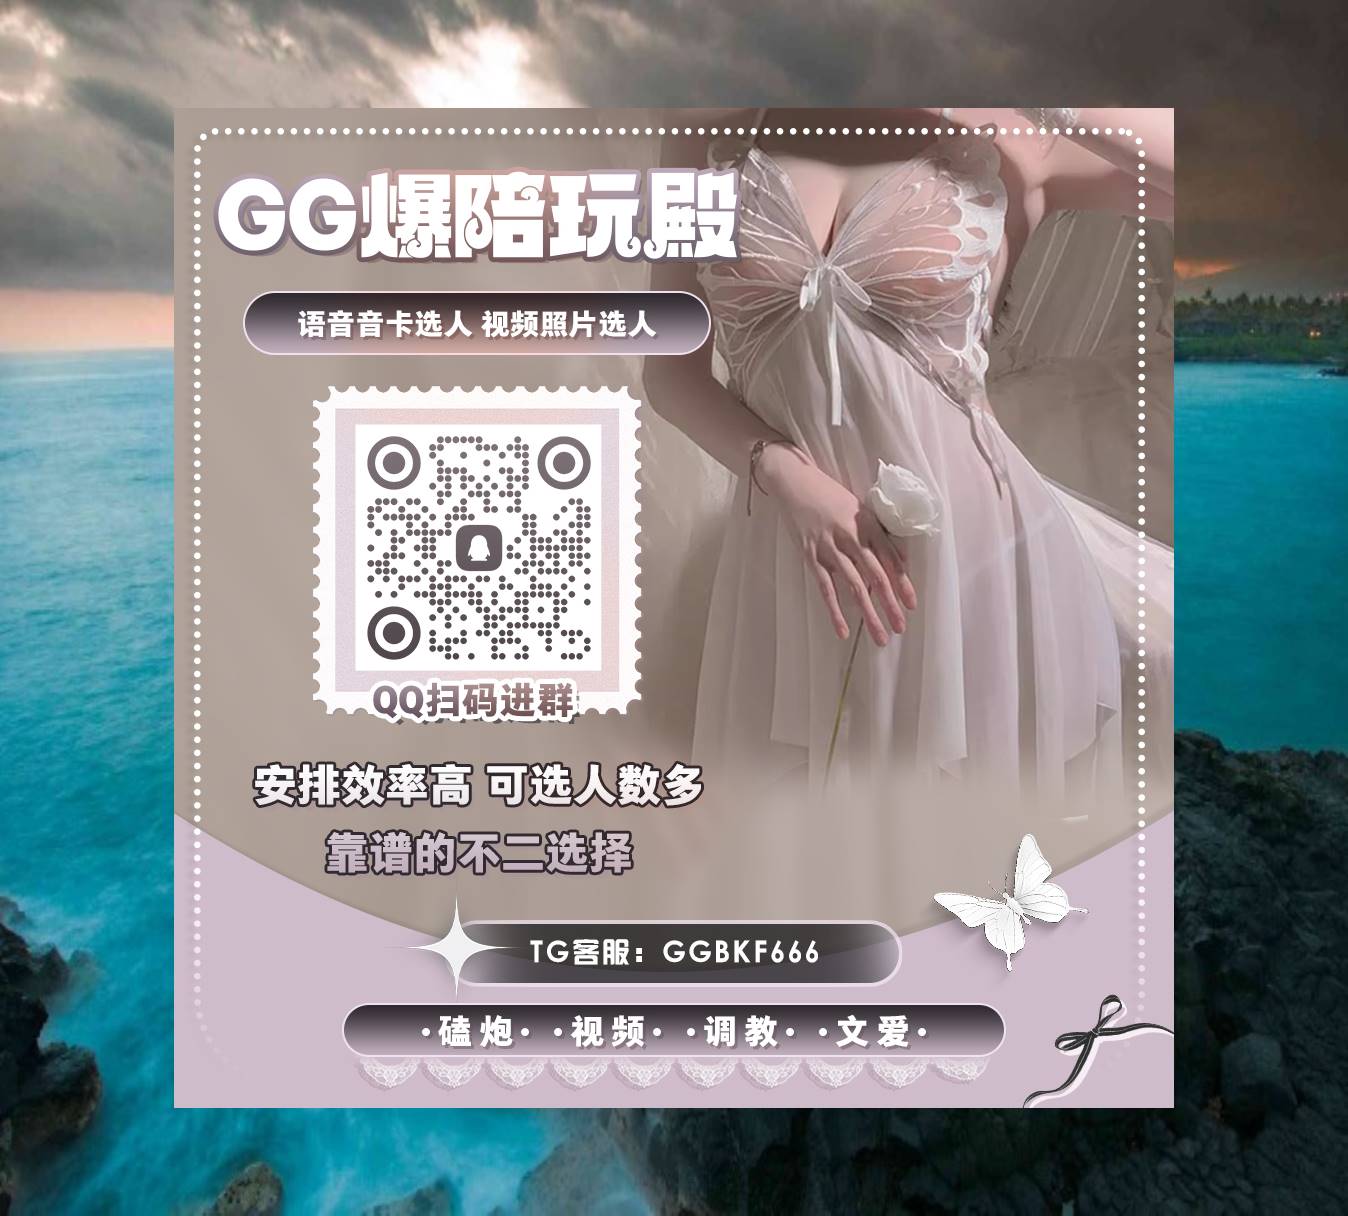 GG爆陪玩殿
语音音卡选人 视频照片选人
QQ扫码进群
安排效率高 可选人数多
靠谱的不二选择
TG客服：GGBKF666
·磕炮· ·视频· ·调教· ·文爱·